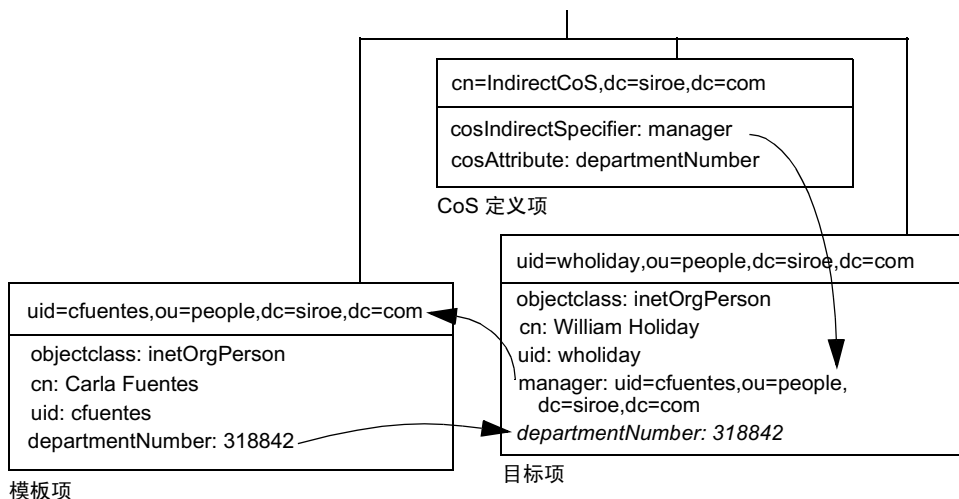 cn=IndirectCoS,dc=siroe,dc=com
cosIndirectSpecifier: manager
cosAttribute: departmentNumber
CoS 定义项
uid=wholiday,ou=people,dc=siroe,dc=com
objectclass: inetOrgPerson
cn: William Holiday
uid: wholiday
manager: uid=cfuentes,ou=people,
dc=siroe,dc=com
departmentNumber: 318842
目标项
uid=cfuentes,ou=people,dc=siroe,dc=com
objectclass: inetOrgPerson
cn: Carla Fuentes
uid: cfuentes
departmentNumber: 318842
模板项